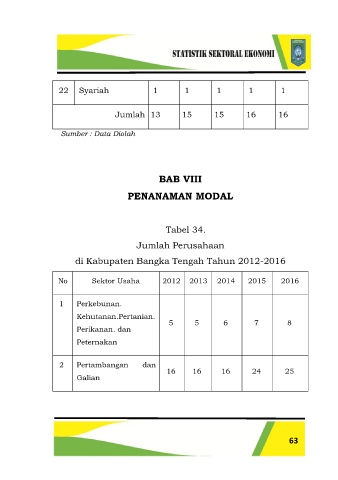 STATISTIK SEKTORAL EKONOMI
22 Syariah 1 1 1 1 1
Jumlah 13 15 15 16 16
Sumber : Data Diolah
BAB VIII
PENANAMAN MODAL
Tabel 34.
Jumlah Perusahaan
di Kabupaten Bangka Tengah Tahun 2012-2016
No Sektor Usaha 2012 2013 2014 2015 2016
1 Perkebunan.
Kehutanan.Pertanian.
5 5 6 7 8
Perikanan. dan
Peternakan
2 Pertambangan dan
16 16 16 24 25
Galian
63